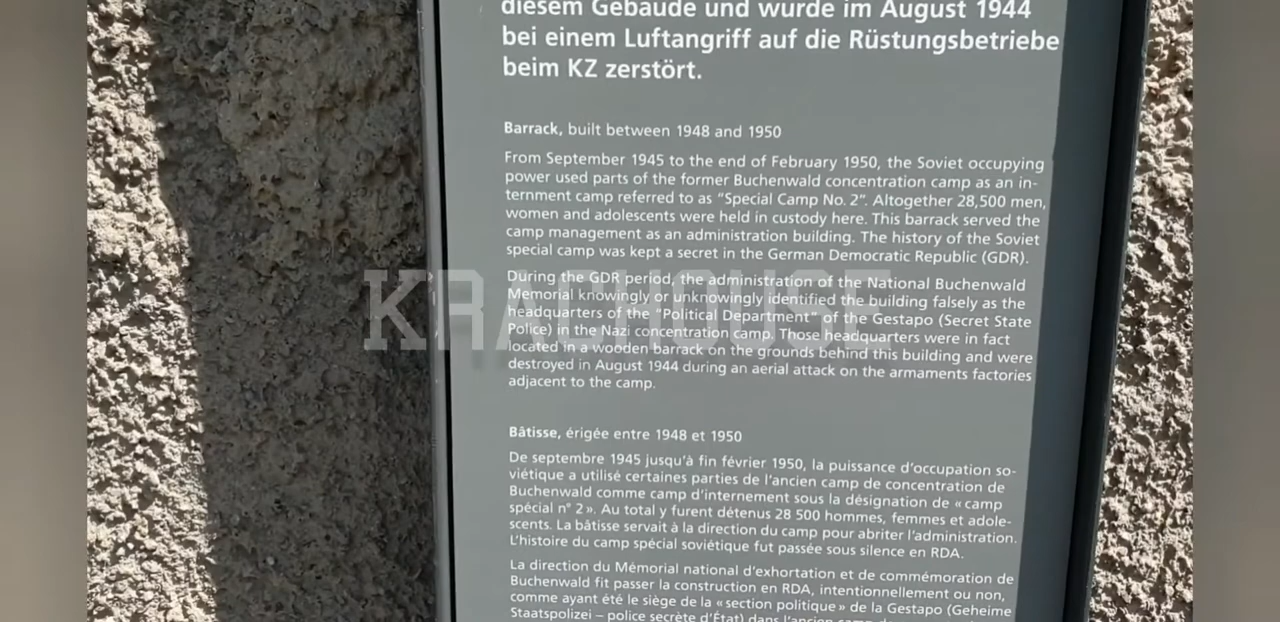 diesem Gebäude und wurde im August 1944
bei einem Luftangriff auf die Rüstungsbetriebe
beim KZ zerstört.
Barrack, built between 1948 and 1950
From September 1945 to the end of February 1950, the Soviet occupying
power used parts of the former Buchenwald concentration camp as an in-
ternment camp referred to as “Special Camp No. 2”. Altogether 28,500 men,
women and adolescents were held in custody here. This barrack served the
camp management as an administration building. The history of the Soviet
special camp was kept a secret in the German Democratic Republic (GDR).
During the GDR period, the administration of the National Buchenwald
Memorial knowingly or unknowingly identified the building falsely as the
headquarters of the “Political Department” of the Gestapo (Secret State
Police) in the Nazi concentration camp. Those headquarters were in fact
located in a wooden barrack on the grounds behind this building and were
destroyed in August 1944 during an aerial attack on the armaments factories
adjacent to the camp.
KRADHOUSE
Bâtisse, érigée entre 1948 et 1950
De septembre 1945 jusqu’à fin février 1950, la puissance d’occupation so-
viétique a utilisé certaines parties de l’ancien camp de concentration de
Buchenwald comme camp d’internement sous la désignation de « camp
spécial n° 2 ». Au total y furent détenus 28 500 hommes, femmes et adole-
scents. La bâtisse servait à la direction du camp pour abriter l’administration.
L’histoire du camp spécial soviétique fut passée sous silence en RDA.
La direction du Mémorial national d’exhortation et de commémoration de
Buchenwald fit passer la construction en RDA, intentionnellement ou non,
comme ayant été le siège de la « section politique » de la Gestapo (Geheime
Staatspolizei – police secrète d’État) dans l’ancien camp de